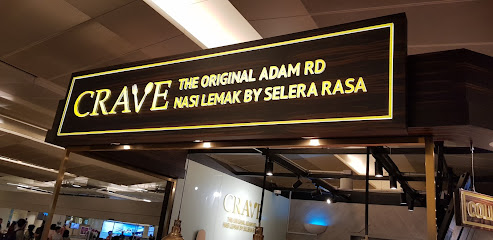 CRAVE
THE ORIGINAL ADAM RD
NASI LEMAK BY SELERA RASA
CRAVE